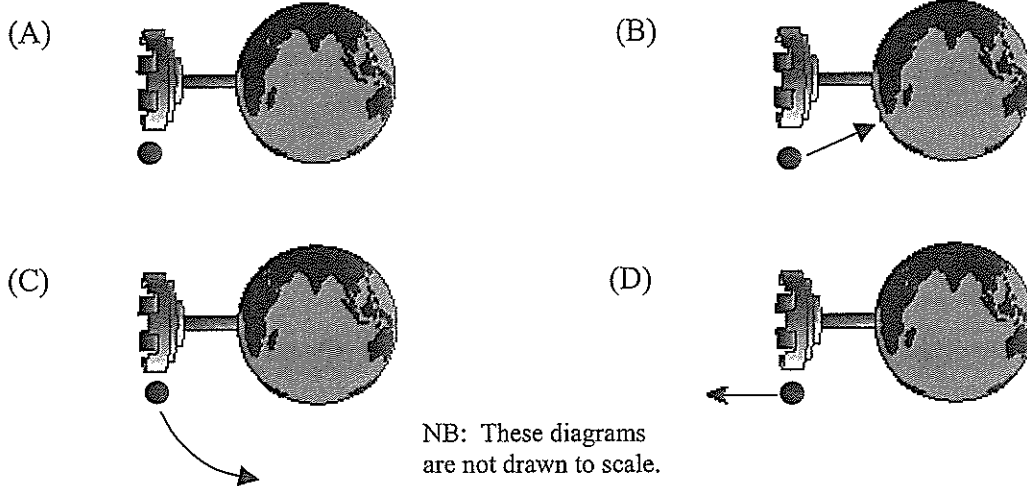 (A)
(B)
(C)
(D)
NB: These diagrams
are not drawn to scale.